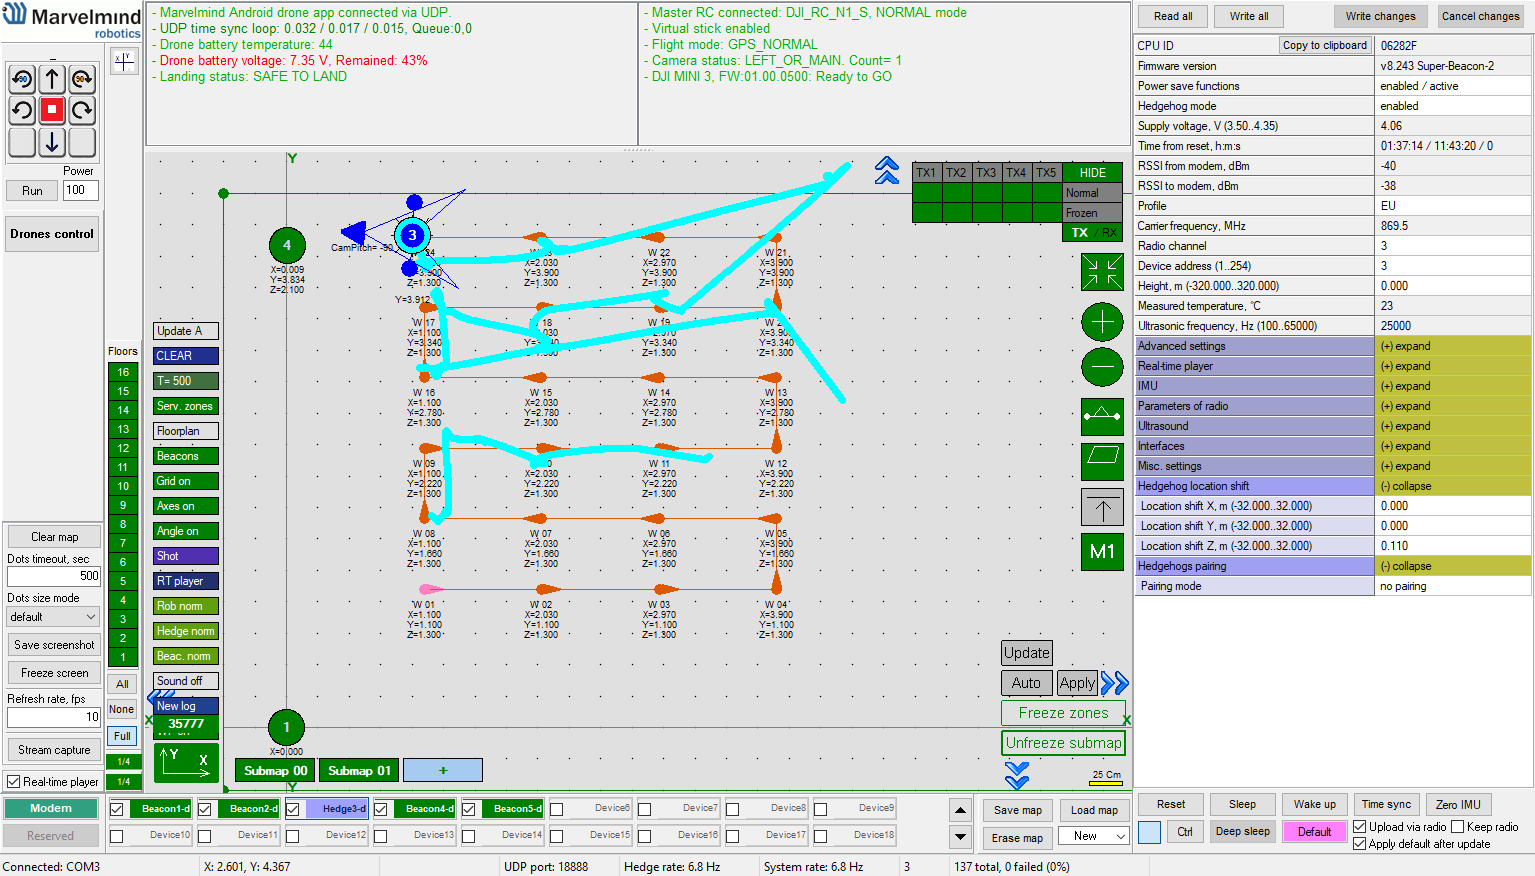 Marvelmind
robotics
- Marvelmind Android drone app connected via UDP.
- UDP time sync loop: 0.032 / 0.017 / 0.015, Queue:0,0
- Drone battery temperature: 44
- Drone battery voltage: 7.35 V, Remained: 43%
- Landing status: SAFE TO LAND
- Master RC connected: DJI_RC_N1_S, NORMAL mode
- Virtual stick enabled
- Flight mode: GPS_NORMAL
- Camera status: LEFT_OR_MAIN. Count= 1
- DJI MINI 3, FW:01.00.0500: Ready to GO
Read all Write all Write changes Cancel changes
CPU ID Copy to clipboard 06282F
Firmware version v8.243 Super-Beacon-2
Power save functions enabled / active
Hedgehog mode enabled
Supply voltage, V (3.50..4.35) 4.06
Time from reset, h:m:s 01:37:14 / 11:43:20 / 0
RSSI from modem, dBm -40
RSSI to modem, dBm -38
Profile EU
Carrier frequency, MHz 869.5
Radio channel 3
Device address (1..254) 3
Height, m (-320.000..320.000) 0.000
Measured temperature, °C 23
Ultrasonic frequency, Hz (100..65000) 25000
Advanced settings (+) expand
Real-time player (+) expand
IMU (+) expand
Parameters of radio (+) expand
Ultrasound (+) expand
Interfaces (+) expand
Misc. settings (+) expand
Hedgehog location shift (-) collapse
Location shift X, m (-32.000..32.000) 0.000
Location shift Y, m (-32.000..32.000) 0.000
Location shift Z, m (-32.000..32.000) 0.110
Hedgehogs pairing (-) collapse
Pairing mode no pairing
90 90
Power
Run 100
Drones control
Clear map
Dots timeout, sec
500
Dots size mode
default
Save screenshot
Freeze screen
Refresh rate, fps
10
Stream capture
Real-time player
Modem
Reserved
Y X
Floors
16
15
14
13
12
11
10
9
8
7
6
5
4
3
2
1
All
None
Full
1/4
1/4
Update A
CLEAR
T= 500
Serv. zones
Floorplan
Beacons
Grid on
Axes on
Angle on
Shot
RT player
Rob norm
Hedge norm
Beac. norm
Sound off
New log
35777
Y X
Y
TX1 TX2 TX3 TX4 TX5 HIDE
Normal
Frozen
TX / RX
M1
4
X=0.009
Y=3.834
Z=2.100
3
CamPitch= -90
Y=3.912
W 22
X=2.970
Y=3.900
Z=1.300
W 21
X=3.900
Y=3.900
Z=1.300
X=2.030
Y=3.900
Z=1.300
Z=1.300
W 17
X=1.100
Y=3.340
Z=1.300
18
Z=1.300
W 19
Y=3.340
Z=1.300
Y=3.340
Z=1.300
W 16
X=1.100
Y=2.780
Z=1.300
W 15
X=2.030
Y=2.780
Z=1.300
W 14
X=2.970
Y=2.780
Z=1.300
W 13
X=3.900
Y=2.780
Z=1.300
W 09
X=1.100
Y=2.220
Z=1.300
X=2.030
Y=2.220
Z=1.300
W 11
X=2.970
Y=2.220
Z=1.300
W 12
X=3.900
Y=2.220
Z=1.300
W 08
X=1.100
Y=1.660
Z=1.300
W 07
X=2.030
Y=1.660
Z=1.300
W 06
X=2.970
Y=1.660
Z=1.300
W 05
X=3.900
Y=1.660
Z=1.300
W 01
X=1.100
Y=1.100
Z=1.300
W 02
X=2.030
Y=1.100
Z=1.300
W 03
X=2.970
Y=1.100
Z=1.300
W 04
X=3.900
Y=1.100
Z=1.300
1
X=0.000
X
X
Y
Submap 00 Submap 01 +
Update
Auto Apply
Freeze zones
Unfreeze submap
25 Cm
Beacon1-d Beacon2-d Hedge3-d Beacon4-d Beacon5-d Device6 Device7 Device8 Device9
Device10 Device11 Device12 Device13 Device14 Device15 Device16 Device17 Device18
Save map Load map
Erase map New
Reset Sleep Wake up Time sync Zero IMU
Ctrl Deep sleep Default Upload via radio Keep radio
Apply default after update
Connected: COM3 X: 2.601, Y: 4.367 UDP port: 18888 Hedge rate: 6.8 Hz System rate: 6.8 Hz 3 137 total, 0 failed (0%)